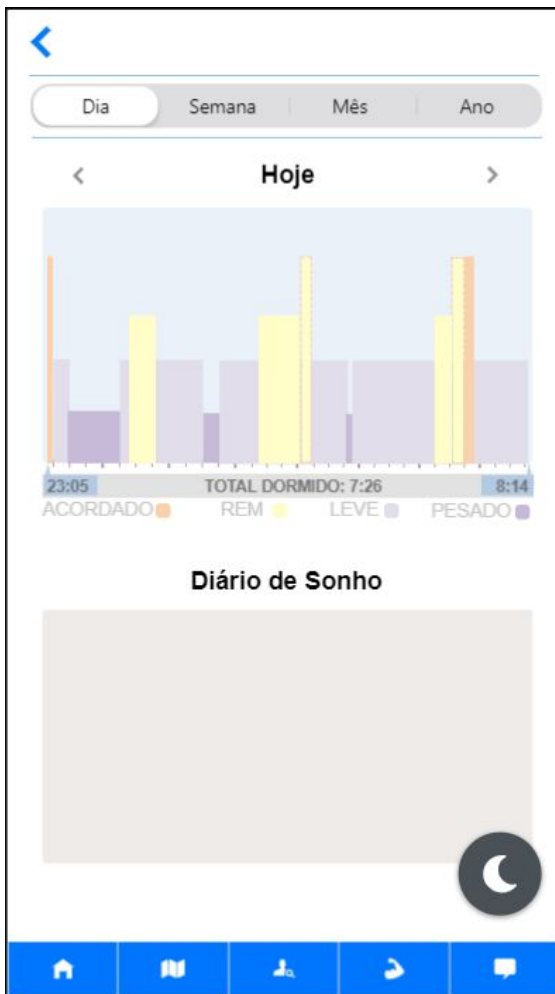 Dia Semana Mês Ano
Hoje
23:05 TOTAL DORMIDO: 7:26 8:14
ACORDADO REM LEVE PESADO
Diário de Sonho